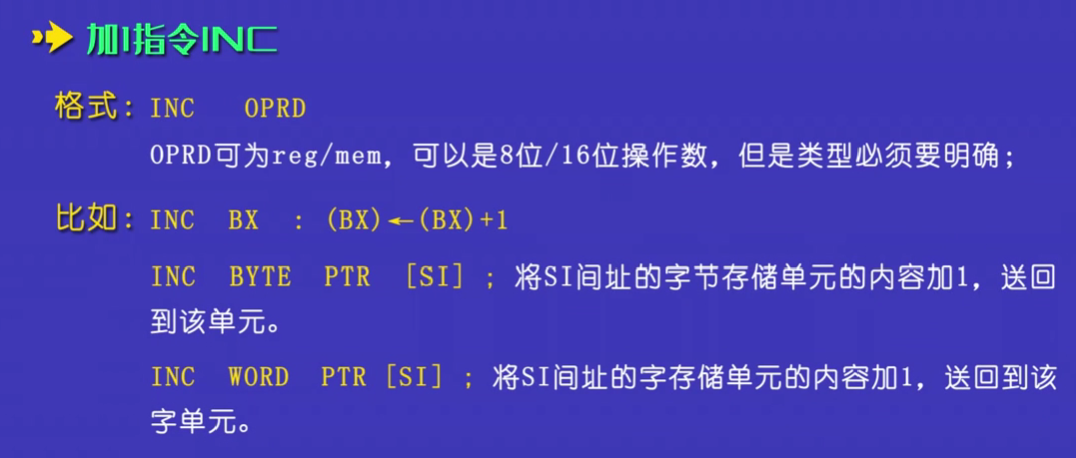 加1指令INC
格式：INC OPRD
OPRD可为reg/mem，可以是8位/16位操作数，但是类型必须要明确；
比如：INC BX : (BX)←(BX)+1
INC BYTE PTR [SI] ; 将SI间址的字节存储单元的内容加1，送回
到该单元。
INC WORD PTR [SI] ; 将SI间址的字存储单元的内容加1，送回到该
字单元。